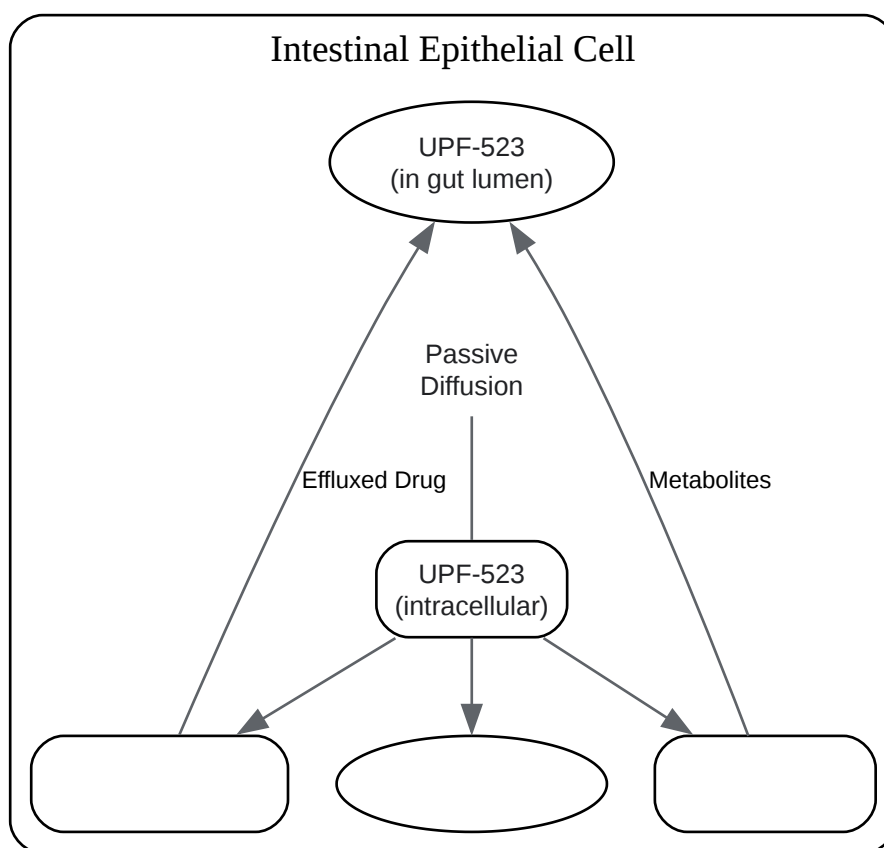 Intestinal Epithelial Cell
UPF-523
(in gut lumen)
Passive
Diffusion
Effluxed Drug
Metabolites
UPF-523
(intracellular)